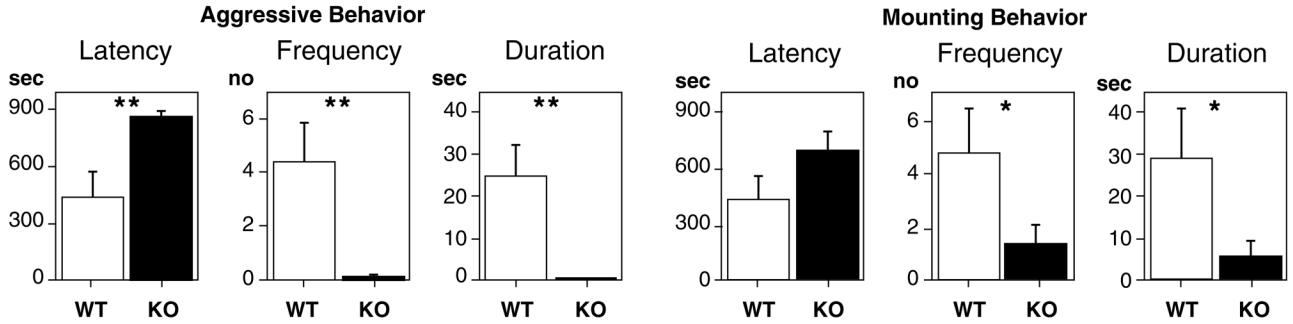 Aggressive Behavior
Mounting Behavior
Latency
Frequency
Duration
Latency
Frequency
Duration
sec
no
sec
sec
no
sec
900
600
300
0
**
6
4
2
0
**
40
30
20
10
0
**
900
600
300
0
6
4
2
0
*
40
30
20
10
0
*
WT KO
WT KO
WT KO
WT KO
WT KO
WT KO